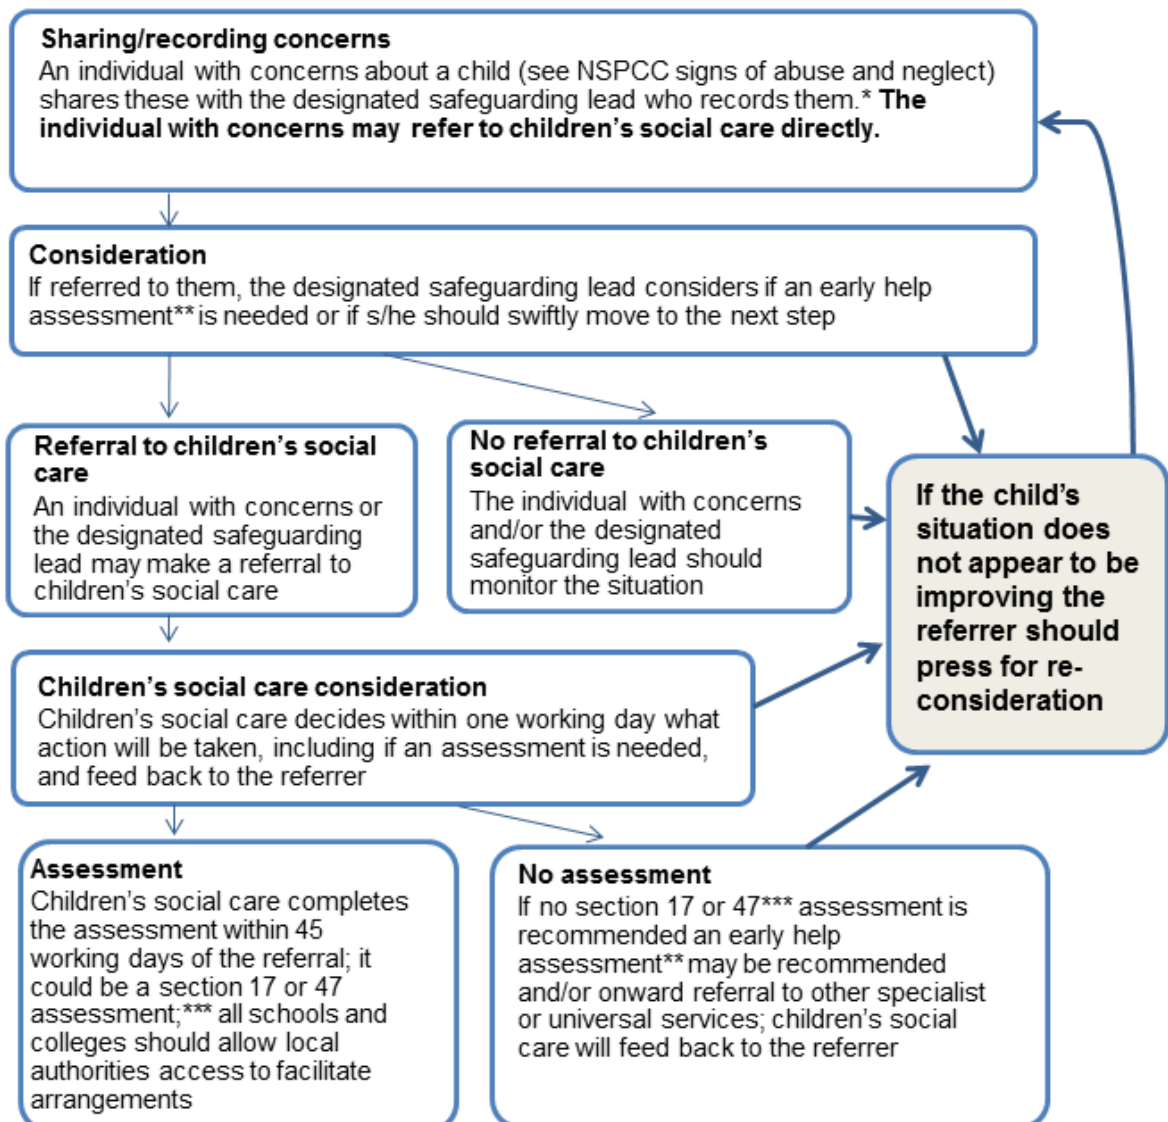 Sharing/recording concerns
An individual with concerns about a child (see NSPCC signs of abuse and neglect)
shares these with the designated safeguarding lead who records them.* The
individual with concerns may refer to children’s social care directly.
Consideration
If referred to them, the designated safeguarding lead considers if an early help
assessment** is needed or if s/he should swiftly move to the next step
Referral to children’s social
care
An individual with concerns or
the designated safeguarding
lead may make a referral to
children’s social care
No referral to children’s
social care
The individual with concerns
and/or the designated
safeguarding lead should
monitor the situation
If the child’s
situation does
not appear to be
improving the
referrer should
press for re-
consideration
Children’s social care consideration
Children’s social care decides within one working day what
action will be taken, including if an assessment is needed,
and feed back to the referrer
Assessment
Children’s social care completes
the assessment within 45
working days of the referral; it
could be a section 17 or 47
assessment;*** all schools and
colleges should allow local
authorities access to facilitate
arrangements
No assessment
If no section 17 or 47*** assessment is
recommended an early help
assessment** may be recommended
and/or onward referral to other specialist
or universal services; children’s social
care will feed back to the referrer